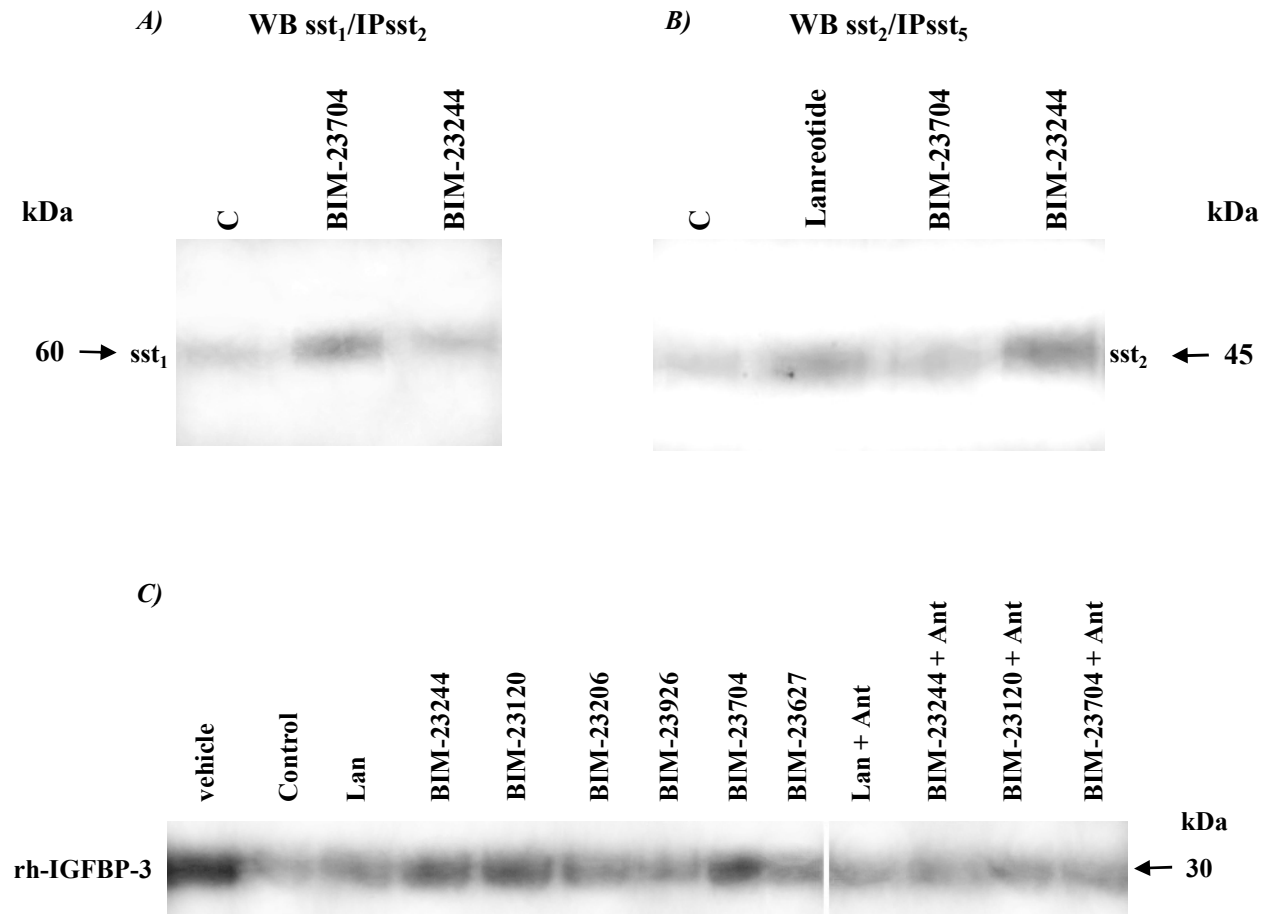 A) WB sst₁/IPsst₂
B) WB sst₂/IPsst₅
kDa
C
BIM-23704
BIM-23244
C
Lanreotide
BIM-23704
BIM-23244
kDa
60 → sst₁
sst₂ ← 45
C)
vehicle
Control
Lan
BIM-23244
BIM-23120
BIM-23206
BIM-23926
BIM-23704
BIM-23627
Lan + Ant
BIM-23244 + Ant
BIM-23120 + Ant
BIM-23704 + Ant
kDa
rh-IGFBP-3
← 30